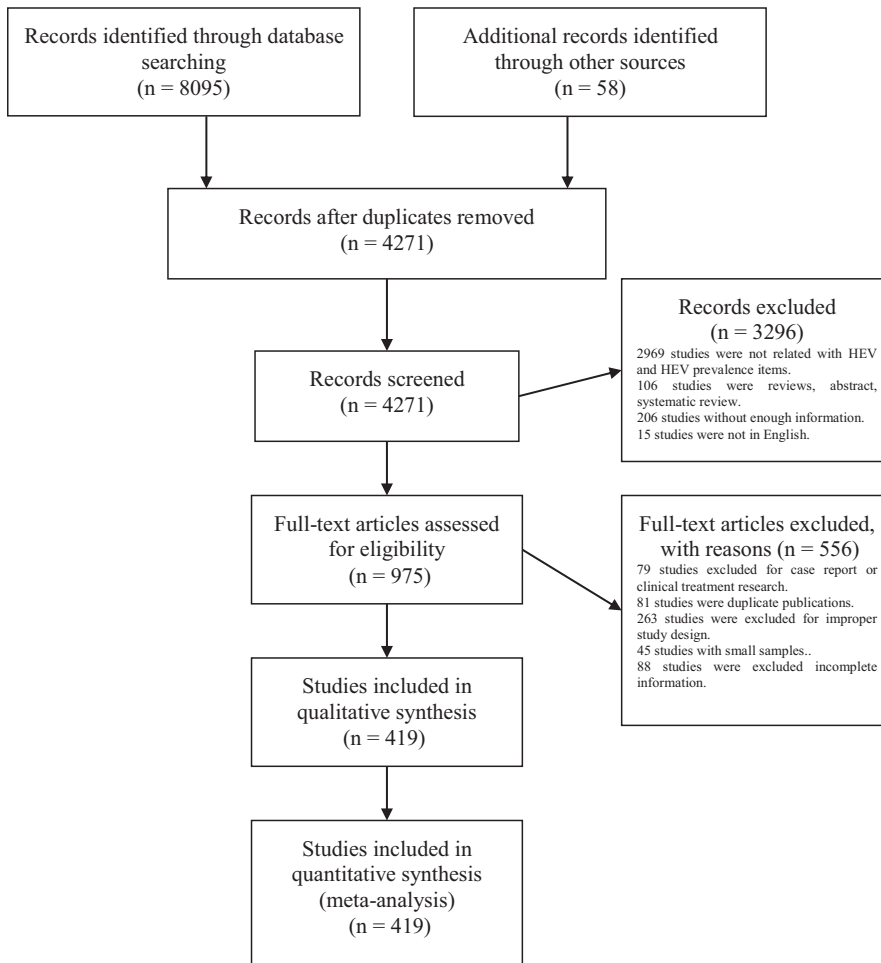 Records identified through database
searching
(n = 8095)
Additional records identified
through other sources
(n = 58)
Records after duplicates removed
(n = 4271)
Records screened
(n = 4271)
Records excluded
(n = 3296)
2969 studies were not related with HEV
and HEV prevalence items.
106 studies were reviews, abstract,
systematic review.
206 studies without enough information.
15 studies were not in English.
Full-text articles assessed
for eligibility
(n = 975)
Full-text articles excluded,
with reasons (n = 556)
79 studies excluded for case report or
clinical treatment research.
81 studies were duplicate publications.
263 studies were excluded for improper
study design.
45 studies with small samples..
88 studies were excluded incomplete
information.
Studies included in
qualitative synthesis
(n = 419)
Studies included in
quantitative synthesis
(meta-analysis)
(n = 419)